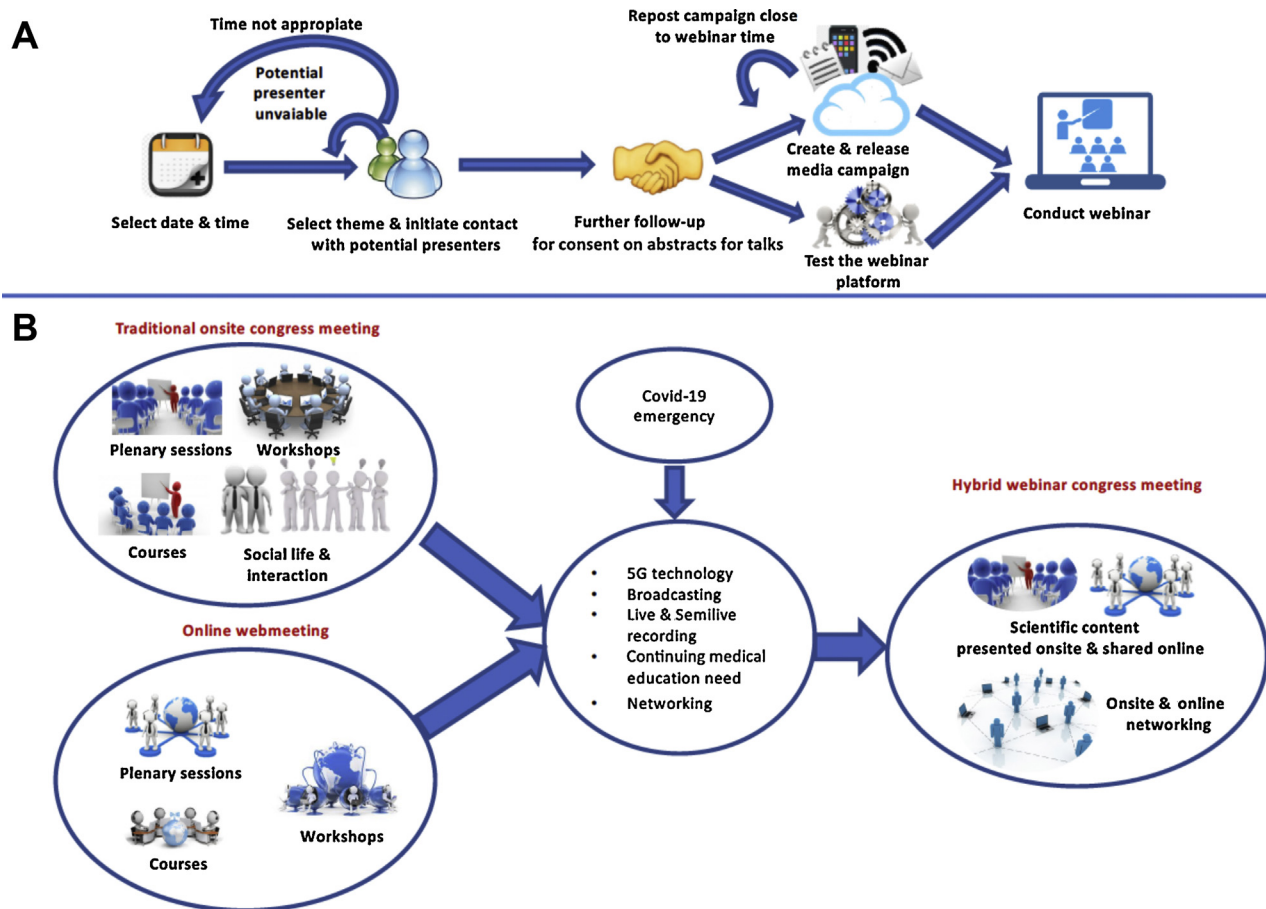 A
Time not appropiate
Potential
presenter
unvaiable
Repost campaign close
to webinar time
Select date & time
Select theme & initiate contact
with potential presenters
Further follow-up
for consent on abstracts for talks
Create & release
media campaign
Test the webinar
platform
Conduct webinar
B
Traditional onsite congress meeting
Plenary sessions
Workshops
Courses
Social life &
interaction
Online webmeeting
Plenary sessions
Workshops
Courses
Covid-19
emergency
• 5G technology
• Broadcasting
• Live & Semilive
recording
• Continuing medical
education need
• Networking
Hybrid webinar congress meeting
Scientific content
presented onsite & shared online
Onsite & online
networking